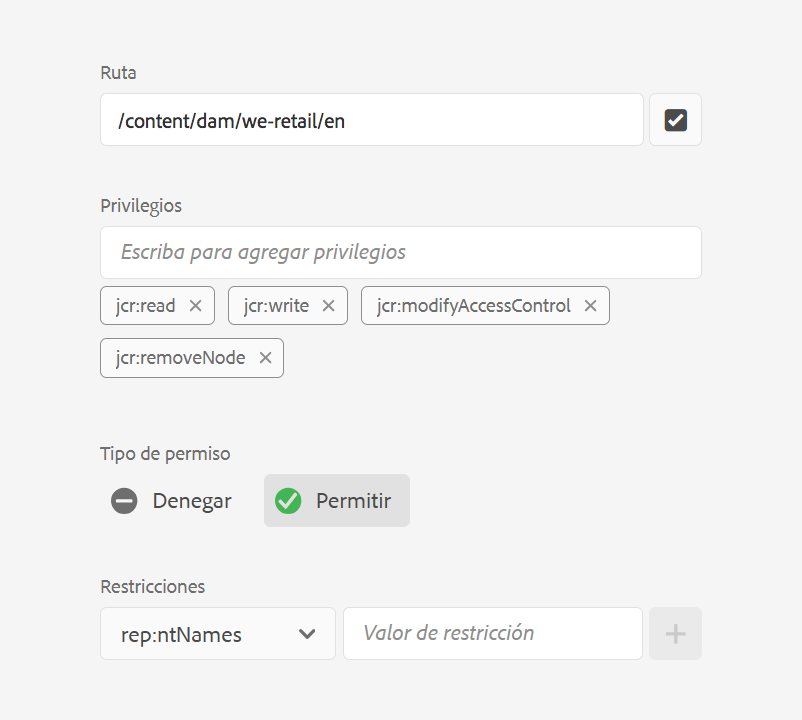 Ruta
/content/dam/we-retail/en
Privilegios
Escriba para agregar privilegios
jcr:read
jcr:write
jcr:modifyAccessControl
jcr:removeNode
Tipo de permiso
Denegar
Permitir
Restricciones
rep:ntNames
Valor de restricción